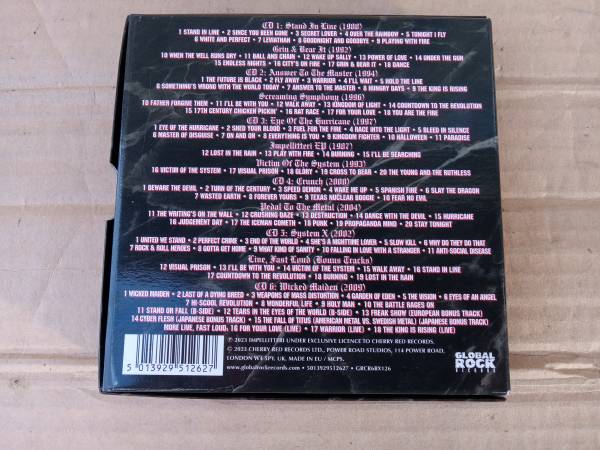 CD 1: Stand In Line (1988)
1 STAND IN LINE • 2 SINCE YOU'VE BEEN GONE • 3 SECRET LOVER • 4 OVER THE RAINBOW • 5 TONIGHT I FLY
6 WHITE AND PERFECT • 7 LEVIATHAN • 8 GOODNIGHT AND GOODBYE • 9 PLAYING WITH FIRE
Grin & Bear It (1992)
10 WHEN THE WELL RUNS DRY • 11 BALL AND CHAIN • 12 WAKE UP SALLY • 13 POWER OF LOVE • 14 UNDER THE GUN
15 ENDLESS NIGHTS • 16 CITY'S ON FIRE • 17 GRIN & BEAR IT • 18 DANCE
CD 2: Answer To The Master (1994)
1 THE FUTURE IS BLACK • 2 FLY AWAY • 3 WARRIOR • 4 I'LL WAIT • 5 HOLD THE LINE
6 SOMETHING'S WRONG WITH THE WORLD TODAY • 7 ANSWER TO THE MASTER • 8 HUNGRY DAYS • 9 THE KING IS RISING
Screaming Symphony (1996)
10 FATHER FORGIVE THEM • 11 I'LL BE WITH YOU • 12 WALK AWAY • 13 KINGDOM OF LIGHT • 14 COUNTDOWN TO THE REVOLUTION
15 17TH CENTURY CHICKEN PICKIN' • 16 RAT RACE • 17 FOR YOUR LOVE • 18 YOU ARE THE FIRE
CD 3: Eye Of The Hurricane (1997)
1 EYE OF THE HURRICANE • 2 SHED YOUR BLOOD • 3 FUEL FOR THE FIRE • 4 RACE INTO THE LIGHT • 5 BLEED IN SILENCE
6 MASTER OF DISGUISE • 7 ON AND ON • 8 EVERYTHING IS YOU • 9 KINGDOM FIGHTER • 10 HALLOWEEN • 11 PARADISE
Impellitteri EP (1987)
12 LOST IN THE RAIN • 13 PLAY WITH FIRE • 14 BURNING • 15 I'LL BE SEARCHING
Victim Of The System (1993)
16 VICTIM OF THE SYSTEM • 17 VISUAL PRISON • 18 GLORY • 19 CROSS TO BEAR • 20 THE YOUNG AND THE RUTHLESS
CD 4: Crunch (2000)
1 BEWARE THE DEVIL • 2 TURN OF THE CENTURY • 3 SPEED DEMON • 4 WAKE ME UP • 5 SPANISH FIRE • 6 SLAY THE DRAGON
7 WASTED EARTH • 8 FOREVER YOURS • 9 TEXAS NUCLEAR BOOGIE • 10 FEAR NO EVIL
Pedal To The Metal (2004)
11 THE WRITING'S ON THE WALL • 12 CRUSHING DAZE • 13 DESTRUCTION • 14 DANCE WITH THE DEVIL • 15 HURRICANE
16 JUDGEMENT DAY • 17 THE ICEMAN COMETH • 18 PUNK • 19 PROPAGANDA MIND • 20 STAY TONIGHT
CD 5: System X (2002)
1 UNITED WE STAND • 2 PERFECT CRIME • 3 END OF THE WORLD • 4 SHE'S A NIGHTTIME LOVER • 5 SLOW KILL • 6 WHY DO THEY DO THAT
7 ROCK & ROLL HEROES • 8 GOTTA GET HOME • 9 WHAT KIND OF SANITY • 10 FALLING IN LOVE WITH A STRANGER • 11 ANTI-SOCIAL DISEASE
Live, Fast Loud (Bonus Tracks)
12 VISUAL PRISON • 13 I'LL BE WITH YOU • 14 VICTIM OF THE SYSTEM • 15 WALK AWAY • 16 STAND IN LINE
17 COUNTDOWN TO THE REVOLUTION • 18 BURNING • 19 LOST IN THE RAIN
CD 6: Wicked Maiden (2009)
1 WICKED MAIDEN • 2 LAST OF A DYING BREED • 3 WEAPONS OF MASS DISTORTION • 4 GARDEN OF EDEN • 5 THE VISION • 6 EYES OF AN ANGEL
7 HI-SCOOL REVOLUTION • 8 WONDERFUL LIFE • 9 HOLY MAN • 10 THE BATTLE RAGES ON
11 STAND OR FALL (B-SIDE) • 12 TEARS IN THE EYES OF THE WORLD (B-SIDE) • 13 FREAK SHOW (EUROPEAN BONUS TRACK)
14 CYBER FLESH (JAPANESE BONUS TRACK) • 15 THE FALL OF TITUS (AMERICAN METAL VS. SWEDISH METAL) (JAPANESE BONUS TRACK)
MORE LIVE, FAST LOUD: 16 FOR YOUR LOVE (LIVE) • 17 WARRIOR (LIVE) • 18 THE KING IS RISING (LIVE)
℗ 2023 IMPELLITTERI UNDER EXCLUSIVE LICENCE TO CHERRY RED RECORDS.
© 2023 CHERRY RED RECORDS LTD., POWER ROAD STUDIOS, 114 POWER ROAD,
LONDON W4 5PY, UK. MADE IN EU / MCPS.
www.globalrockrecords.com • 5013929512627 • GRCR6BX126
5 013929 512627
GLOBAL
ROCK
RECORDS